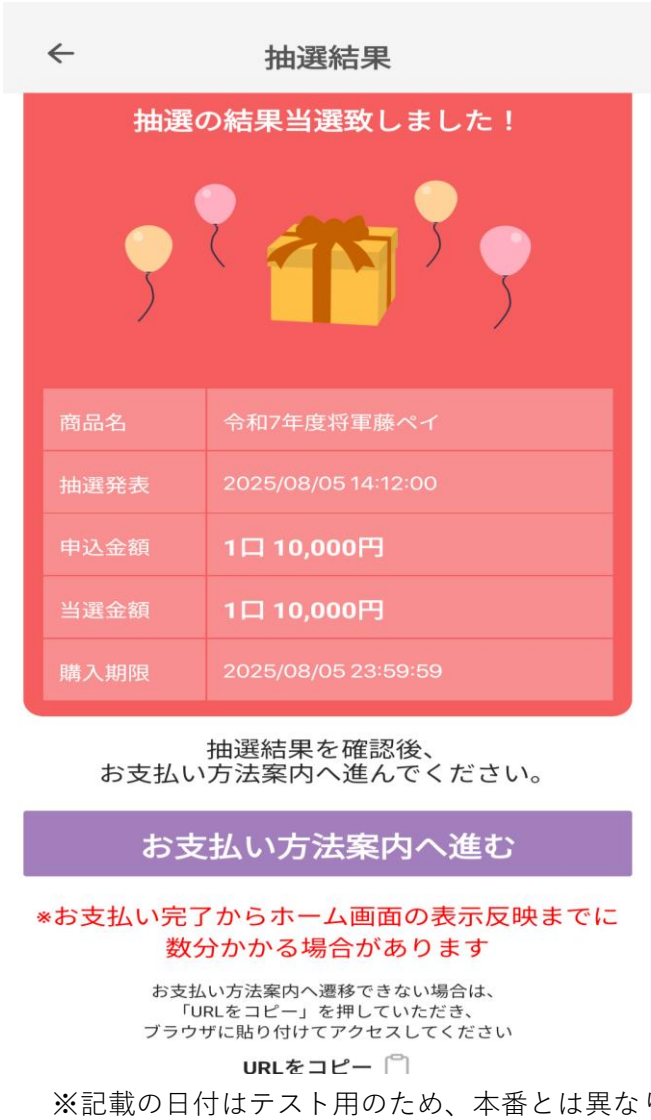 抽選結果
抽選の結果当選致しました！
商品名 令和7年度将軍藤ペイ
抽選発表 2025/08/05 14:12:00
申込金額 1口 10,000円
当選金額 1口 10,000円
購入期限 2025/08/05 23:59:59
抽選結果を確認後、
お支払い方法案内へ進んでください。
お支払い方法案内へ進む
※お支払い完了からホーム画面の表示反映までに
数分かかる場合があります
お支払い方法案内へ遷移できない場合は、
「URLをコピー」を押していただき、
ブラウザに貼り付けてアクセスしてください
URLをコピー
※記載の日付はテスト用のため、本番とは異なり